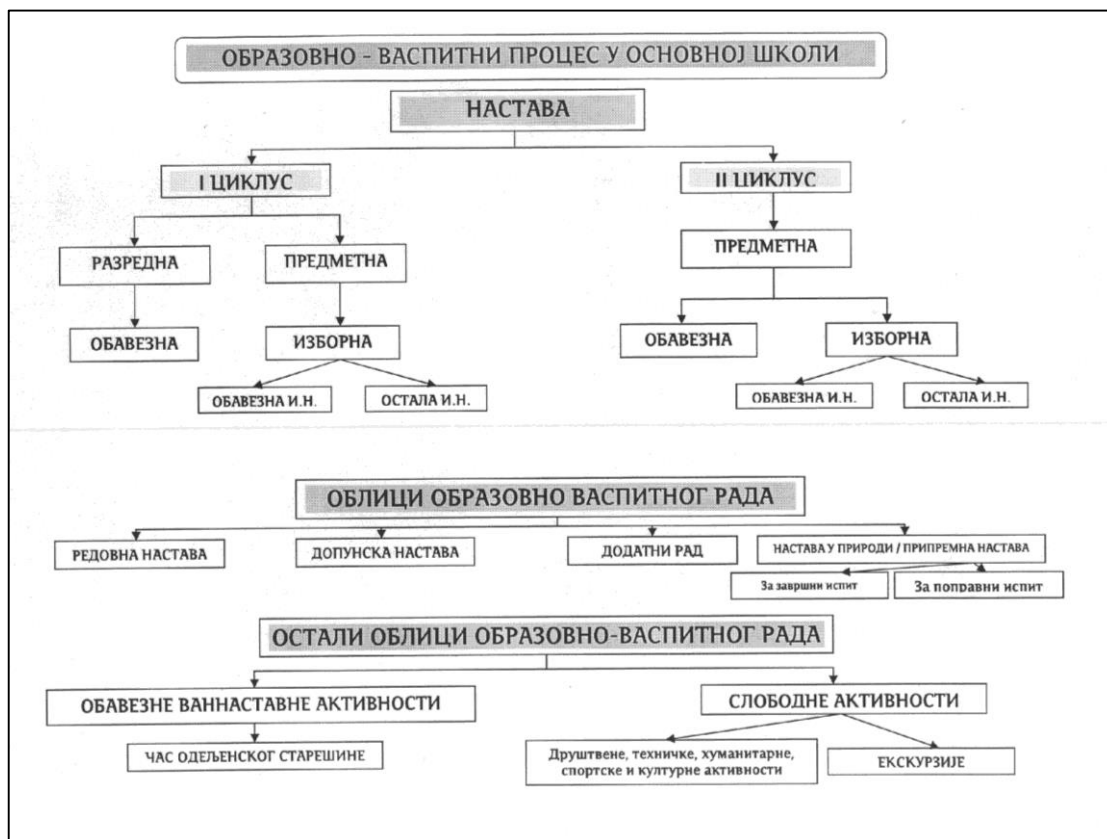 ОБРАЗОВНО - ВАСПИТНИ ПРОЦЕС У ОСНОВНОЈ ШКОЛИ
НАСТАВА
I ЦИКЛУС
II ЦИКЛУС
РАЗРЕДНА
ПРЕДМЕТНА
ПРЕДМЕТНА
ОБАВЕЗНА
ИЗБОРНА
ОБАВЕЗНА
ИЗБОРНА
ОБАВЕЗНА И.Н.
ОСТАЛА И.Н.
ОБАВЕЗНА И.Н.
ОСТАЛА И.Н.
ОБЛИЦИ ОБРАЗОВНО ВАСПИТНОГ РАДА
РЕДОВНА НАСТАВА
ДОПУНСКА НАСТАВА
ДОДАТНИ РАД
НАСТАВА У ПРИРОДИ / ПРИПРЕМНА НАСТАВА
За завршни испит
За поправни испит
ОСТАЛИ ОБЛИЦИ ОБРАЗОВНО-ВАСПИТНОГ РАДА
ОБАВЕЗНЕ ВАННАСТАВНЕ АКТИВНОСТИ
СЛОБОДНЕ АКТИВНОСТИ
ЧАС ОДЕЉЕНСКОГ СТАРЕШИНЕ
Друштвене, техничке, хуманитарне,
спортске и културне активности
ЕКСКУРЗИЈЕ